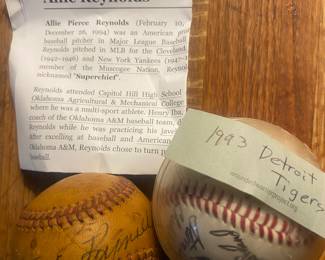 Allie Reynolds
Allie Pierce Reynolds (February 10,
December 26, 1994) was an American
baseball pitcher in Major League Baseball
Reynolds pitched in MLB for the Cleveland
(1942–1946) and New York Yankees (1947–
member of the Muscogee Nation, Reynol
nicknamed "Superchief".
Reynolds attended Capitol Hill High School
Oklahoma Agricultural & Mechanical College
where he was a multi-sport athlete. Henry Iba,
coach of the Oklahoma A&M baseball team, d
Reynolds while he was practicing his javel
After excelling at baseball and American
Oklahoma A&M, Reynolds chose to turn p
baseball.
1993 Detroit
Tigers